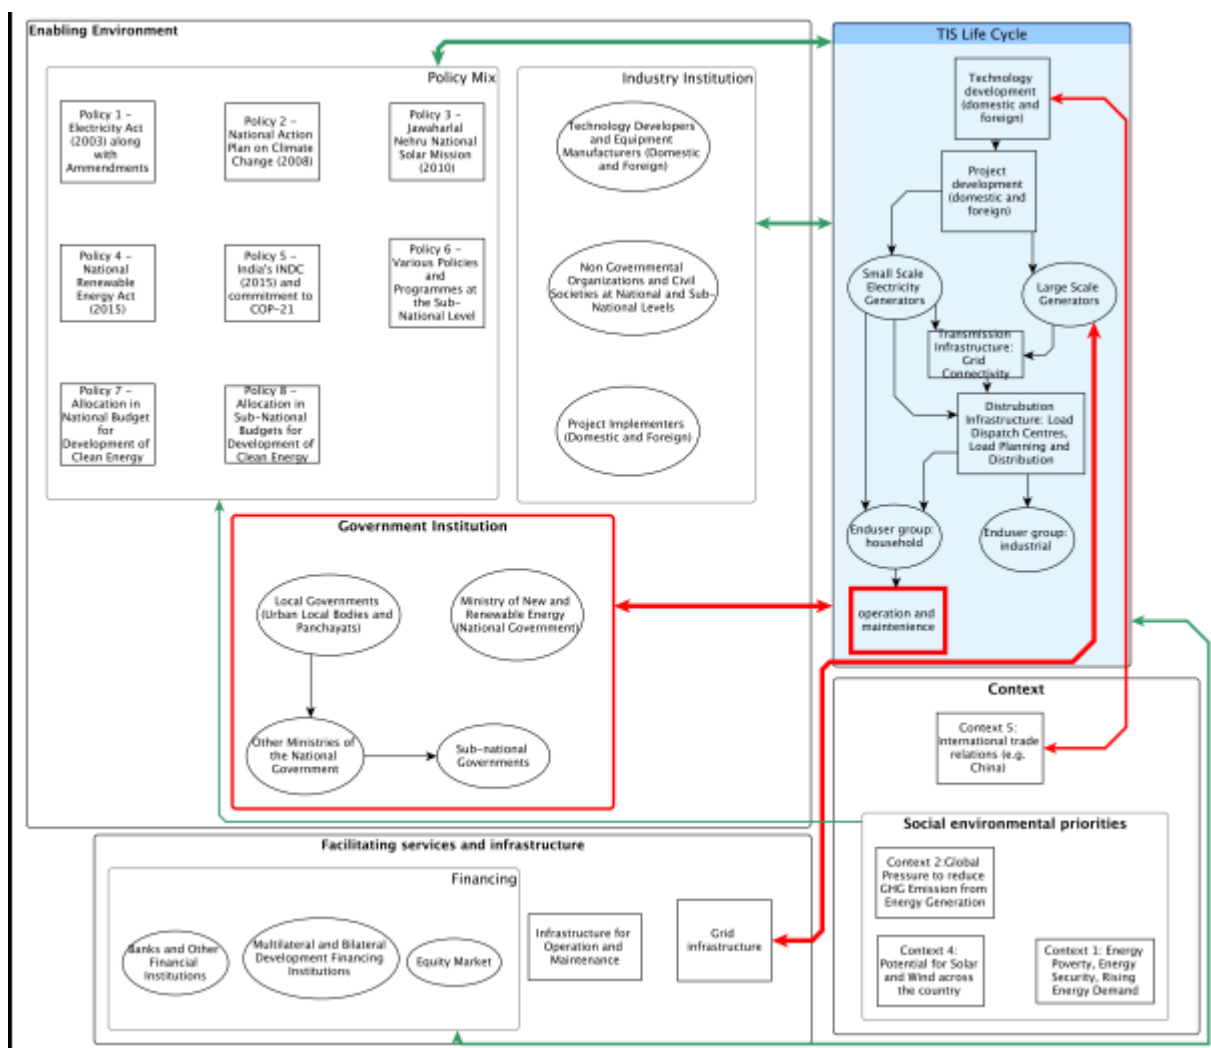 Enabling Environment
Policy Mix
Policy 1 -
Electricity Act
(2003) along
with
Ammendments
Policy 2 -
National Action
Plan on Climate
Change (2008)
Policy 3 -
Jawaharlal
Nehru National
Solar Mission
(2010)
Policy 4 -
National
Renewable
Energy Act
(2015)
Policy 5 -
India's INDC
(2015) and
commitment to
COP-21
Policy 6 -
Various Policies
and
Programmes at
the Sub-
National Level
Policy 7 -
Allocation in
National Budget
for
Development of
Clean Energy
Policy 8 -
Allocation in
Sub-National
Budgets for
Development of
Clean Energy
Industry Institution
Technology Developers
and Equipment
Manufacturers (Domestic
and Foreign)
Non Governmental
Organizations and Civil
Societies at National and Sub-
National Levels
Project Implementers
(Domestic and Foreign)
Government Institution
Local Governments
(Urban Local Bodies and
Panchayats)
Ministry of New and
Renewable Energy
(National Government)
Other Ministries of
the National
Government
Sub-national
Governments
TIS Life Cycle
Technology
development
(domestic and
foreign)
Project
development
(domestic and
foreign)
Small Scale
Electricity
Generators
Large Scale
Generators
Transmission
Infrastructure:
Grid
Connectivity
Distrubution
Infrastructure: Load
Dispatch Centres,
Load Planning and
Distribution
Enduser group:
household
Enduser group:
industrial
operation and
maintenience
Context
Context 5:
International trade
relations (e.g.
China)
Social environmental priorities
Context 2:Global
Pressure to reduce
GHG Emission from
Energy Generation
Context 4:
Potential for Solar
and Wind across
the country
Context 1: Energy
Poverty, Energy
Security, Rising
Energy Demand
Facilitating services and infrastructure
Financing
Banks and Other
Financial
Institutions
Multilateral and Bilateral
Development Financing
Institutions
Equity Market
Infrastructure for
Operation and
Maintenance
Grid
infrastructure